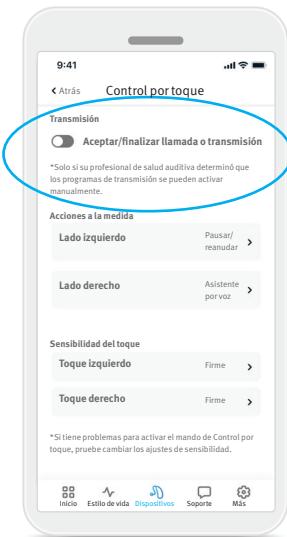 9:41
Atrás Control por toque
Transmisión
Aceptar/finalizar llamada o transmisión
*Solo si su profesional de salud auditiva determinó que
los programas de transmisión se pueden activar
manualmente.
Acciones a la medida
Lado izquierdo Pausar/
reanudar
Lado derecho Asistente
por voz
Sensibilidad del toque
Toque izquierdo Firme
Toque derecho Firme
*Si tiene problemas para activar el mando de Control por
toque, pruebe cambiar los ajustes de sensibilidad.
Inicio Estilo de vida Dispositivos Soporte Más